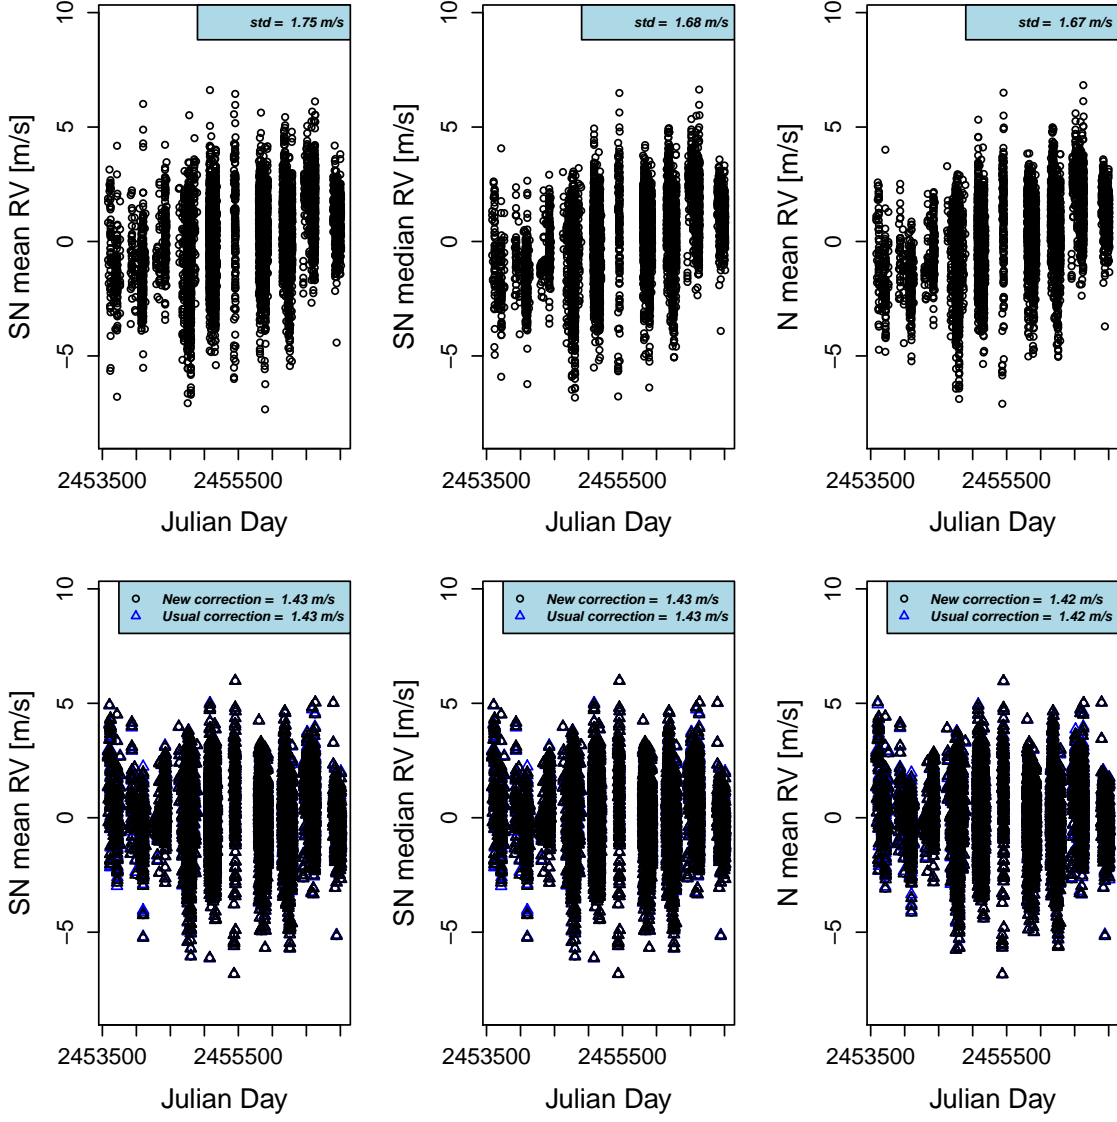 std = 1.75 m/s
SN mean RV [m/s]
10
5
0
−5
2453500
2455500
Julian Day
std = 1.68 m/s
SN median RV [m/s]
10
5
0
−5
2453500
2455500
Julian Day
std = 1.67 m/s
N mean RV [m/s]
10
5
0
−5
2453500
2455500
Julian Day
New correction = 1.43 m/s
Usual correction = 1.43 m/s
SN mean RV [m/s]
10
5
0
−5
2453500
2455500
Julian Day
New correction = 1.43 m/s
Usual correction = 1.43 m/s
SN median RV [m/s]
10
5
0
−5
2453500
2455500
Julian Day
New correction = 1.42 m/s
Usual correction = 1.42 m/s
N mean RV [m/s]
10
5
0
−5
2453500
2455500
Julian Day